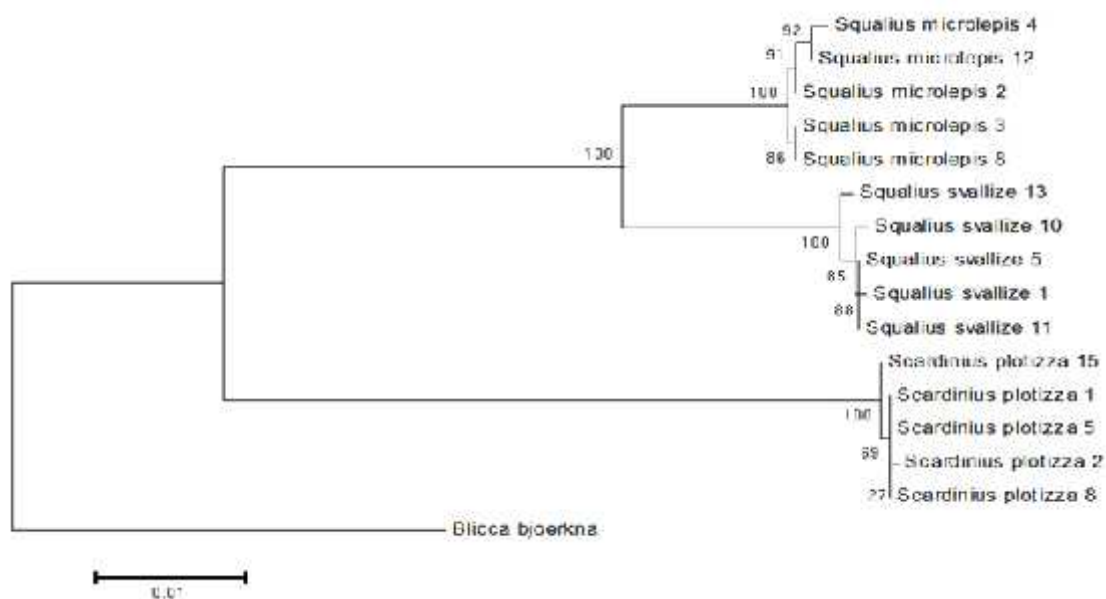 92
Squalius microlepis 4
91
Squalius microlepis 12
100
Squalius microlepis 2
Squalius microlepis 3
100
86
Squalius microlepis 8
Squalius svallize 13
Squalius svallize 10
100
Squalius svallize 5
85
Squalius svallize 1
88
Squalius svallize 11
Scardinius plotizza 15
Scardinius plotizza 1
100
Scardinius plotizza 5
69
Scardinius plotizza 2
27
Scardinius plotizza 8
Blicca bjoerkna
0.01